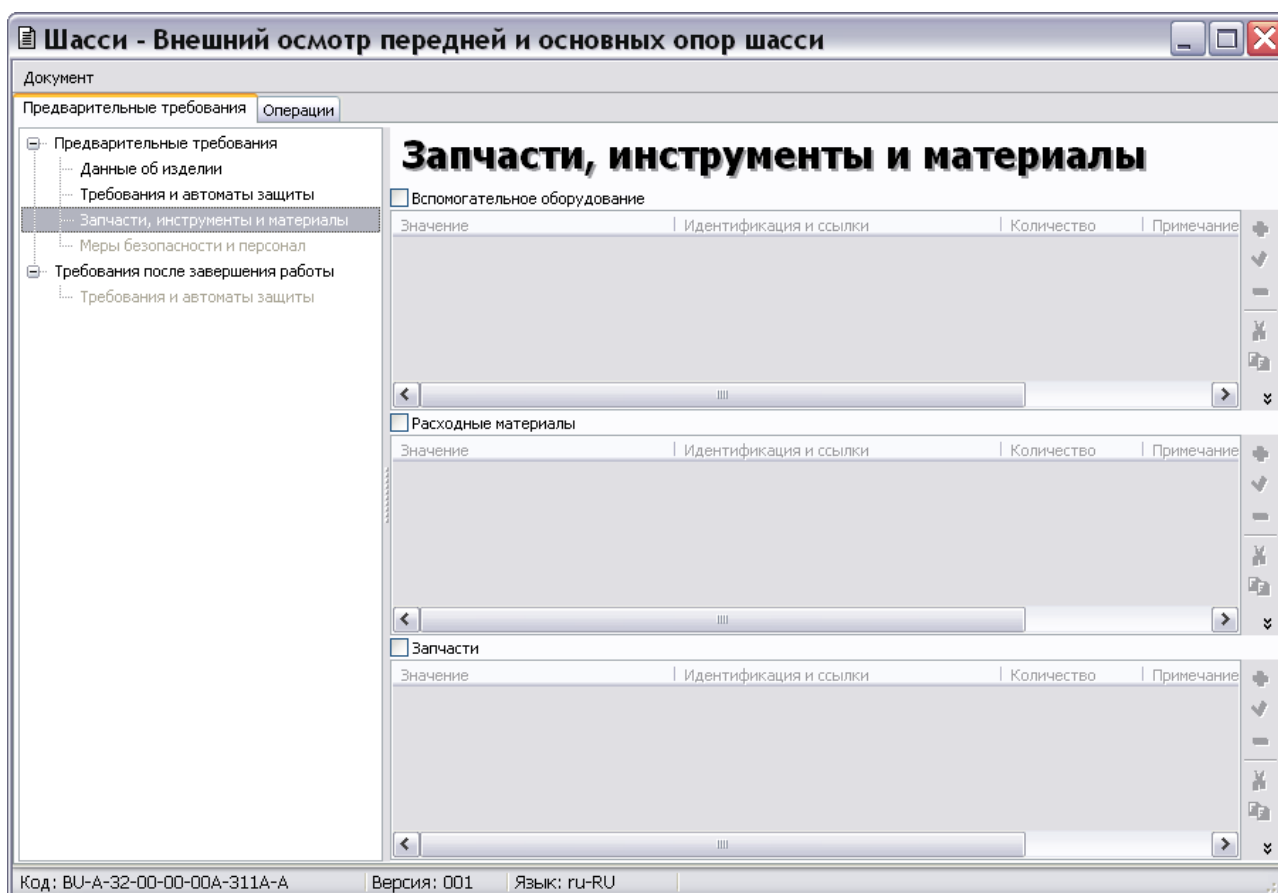 Шасси - Внешний осмотр передней и основных опор шасси
Документ
Предварительные требования Операции
Предварительные требования
Данные об изделии
Требования и автоматы защиты
Запчасти, инструменты и материалы
Меры безопасности и персонал
Требования после завершения работы
Требования и автоматы защиты
Запчасти, инструменты и материалы
Вспомогательное оборудование
Значение Идентификация и ссылки Количество Примечание
Расходные материалы
Значение Идентификация и ссылки Количество Примечание
Запчасти
Значение Идентификация и ссылки Количество Примечание
Код: BU-A-32-00-00-00A-311A-A Версия: 001 Язык: ru-RU